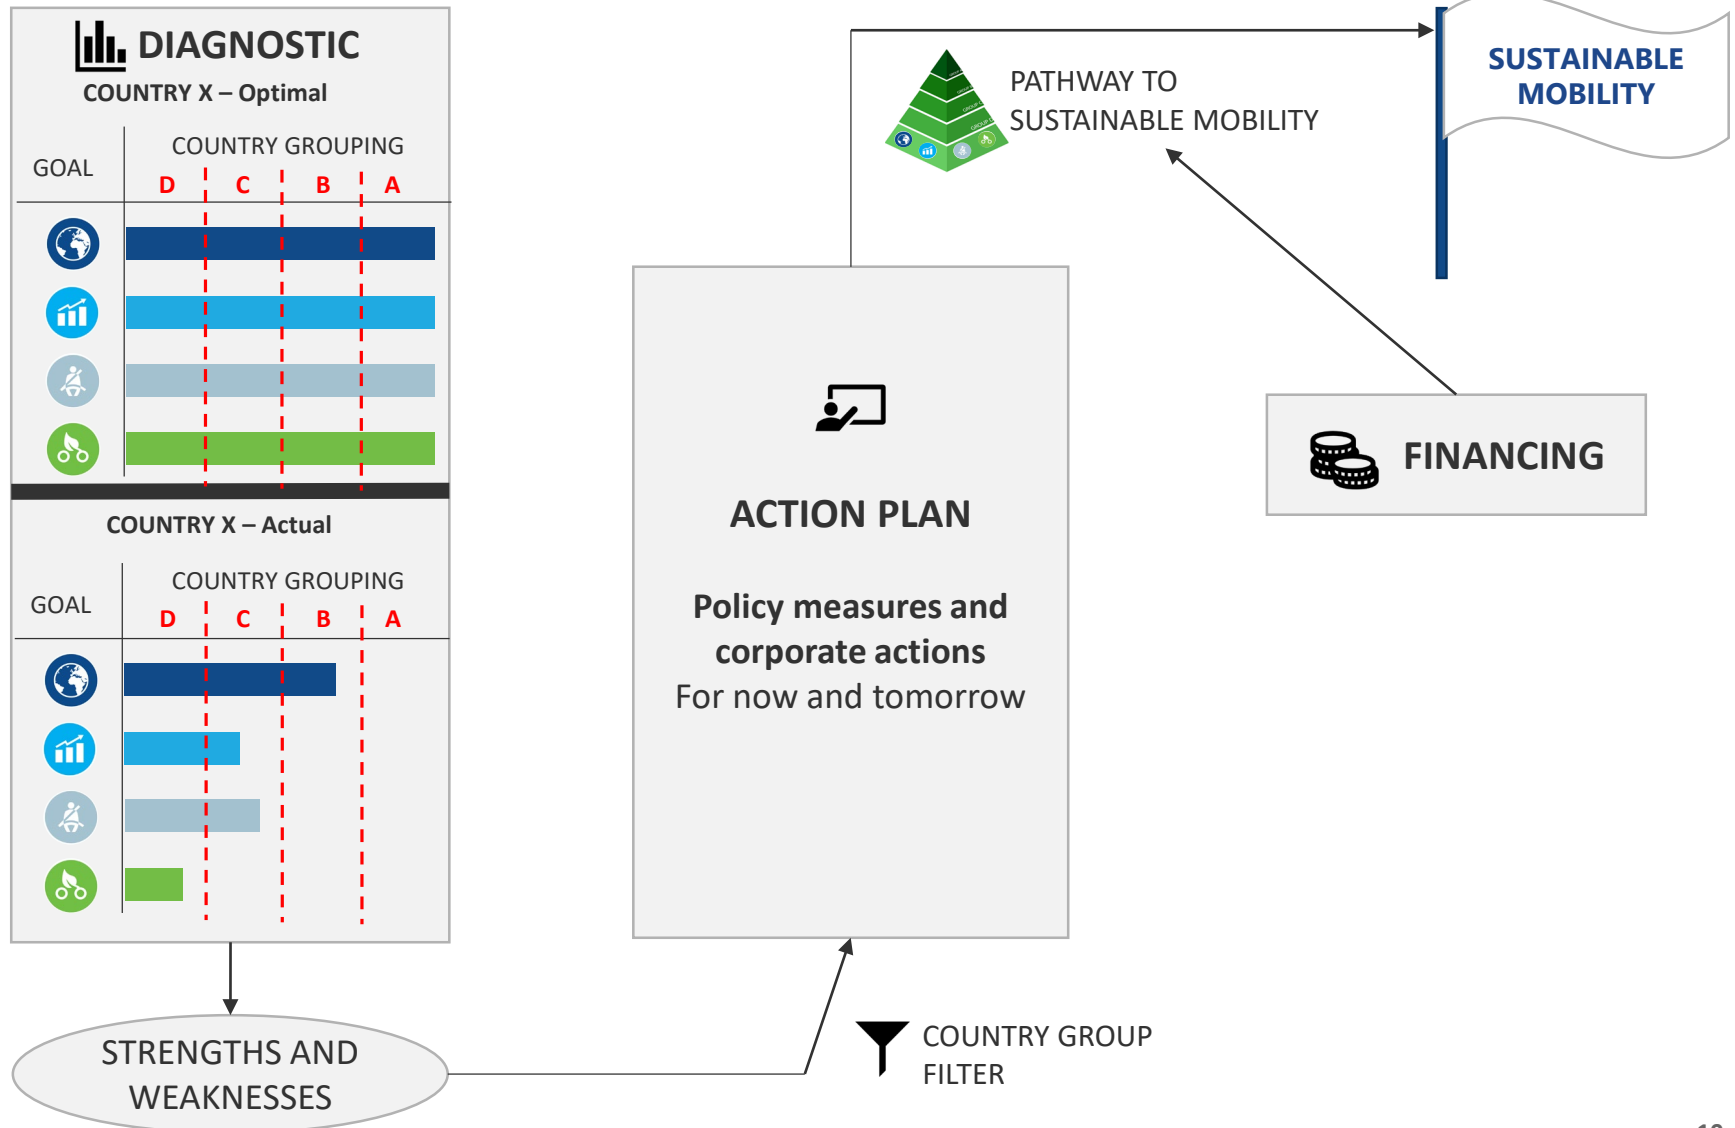 DIAGNOSTIC
COUNTRY X – Optimal
COUNTRY GROUPING
GOAL
D C B A
COUNTRY X – Actual
COUNTRY GROUPING
GOAL
D C B A
STRENGTHS AND
WEAKNESSES
COUNTRY GROUP
FILTER
ACTION PLAN
Policy measures and
corporate actions
For now and tomorrow
PATHWAY TO
SUSTAINABLE MOBILITY
SUSTAINABLE
MOBILITY
FINANCING